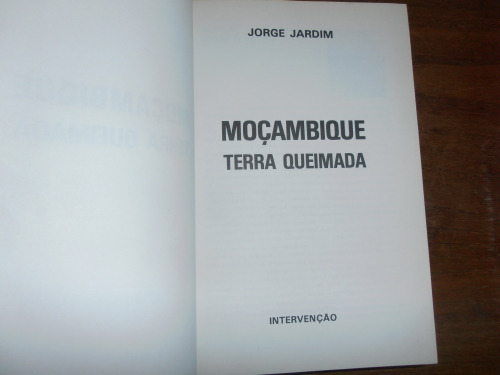 JORGE JARDIM
MOÇAMBIQUE
TERRA QUEIMADA
INTERVENÇÃO